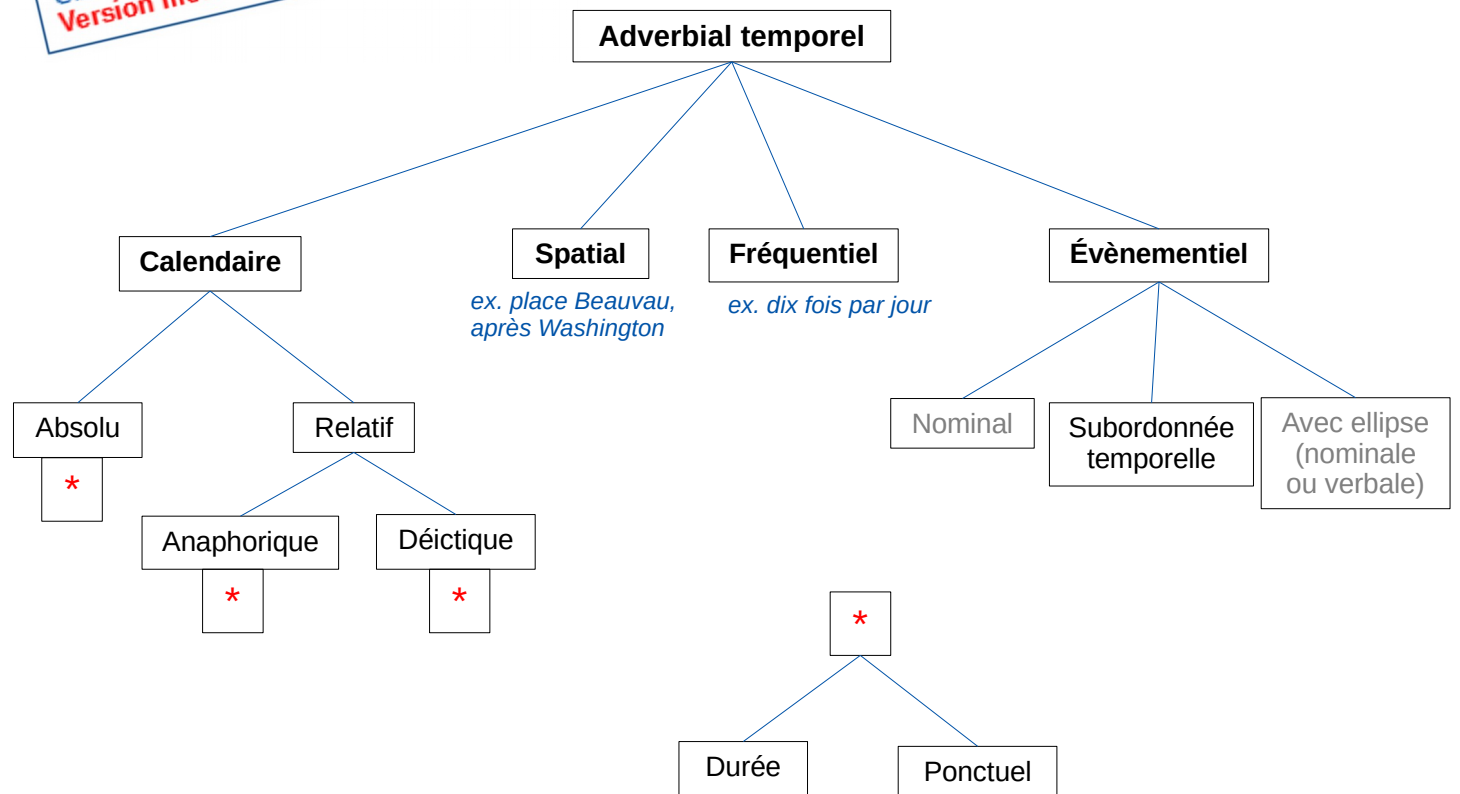 Version
Adverbial temporel
Calendaire
Spatial
Fréquentiel
Évènementiel
ex. place Beauvau,
après Washington
ex. dix fois par jour
Absolu
Relatif
Nominal
Subordonnée
temporelle
Avec ellipse
(nominale
ou verbale)
*
Anaphorique
Déictique
*
*
*
Durée
Ponctuel